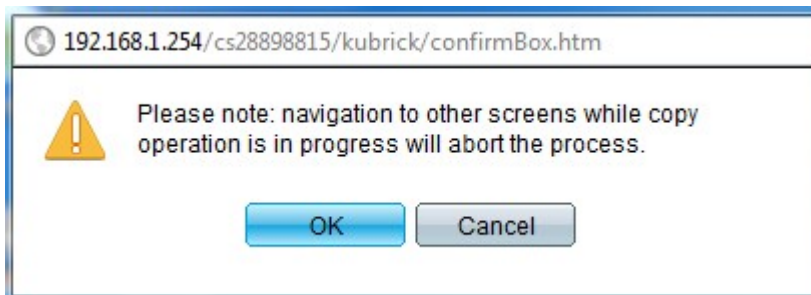 192.168.1.254/cs28898815/kubrick/confirmBox.htm
Please note: navigation to other screens while copy
operation is in progress will abort the process.
OK Cancel